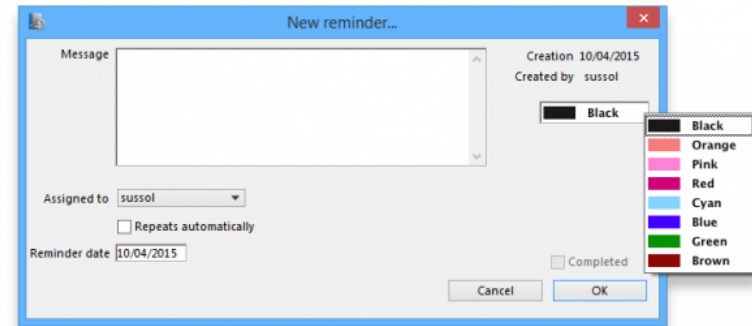 New reminder...
Message
Creation 10/04/2015
Created by sussol
Black
Black
Orange
Pink
Red
Cyan
Blue
Green
Brown
Assigned to sussol
Repeats automatically
Reminder date 10/04/2015
Completed
Cancel OK